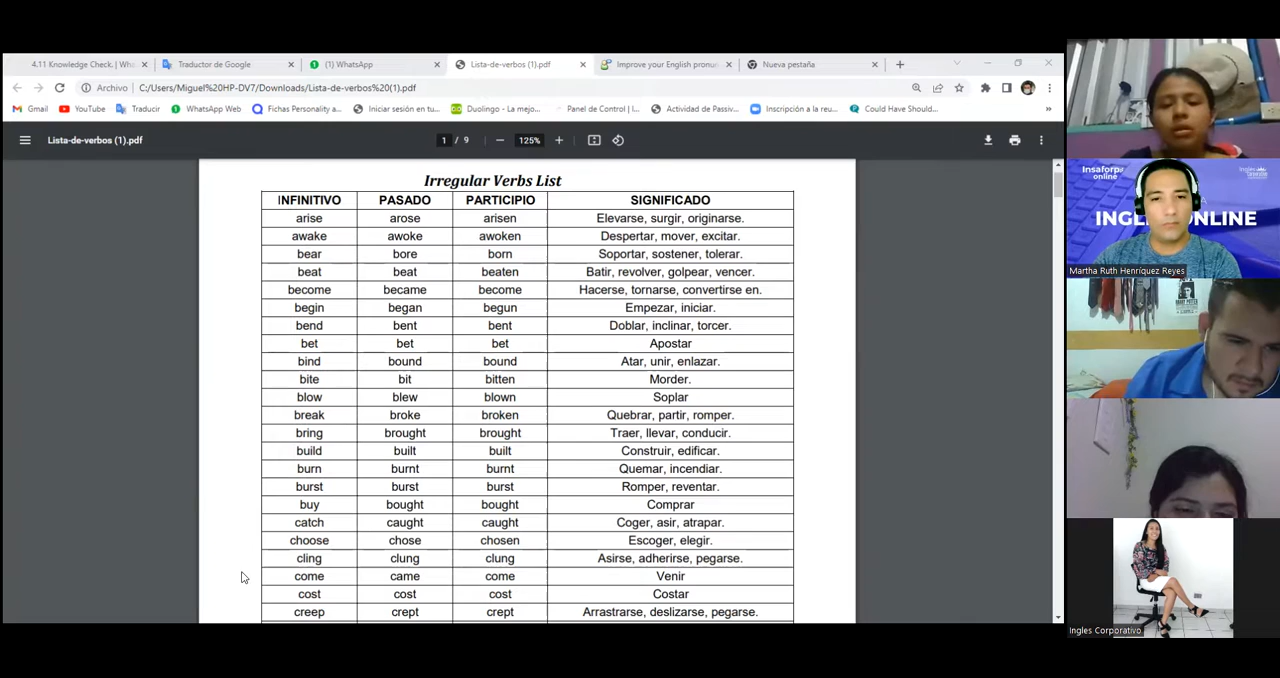 4.11 Knowledge Check. | Wha
Traductor de Google
(1) WhatsApp
Lista-de-verbos (1).pdf
Improve your English pronun
Nueva pestaña
Archivo C:/Users/Miguel%20HP-DV7/Downloads/Lista-de-verbos%20(1).pdf
Gmail YouTube Traducir WhatsApp Web Fichas Personality a... Iniciar sesión en tu... Duolingo - La mejo... Panel de Control | I... Actividad de Passiv... Inscripción a la reu... Could Have Should... »
Lista-de-verbos (1).pdf 1 / 9 125%
Irregular Verbs List
INFINITIVO PASADO PARTICIPIO SIGNIFICADO
arise arose arisen Elevarse, surgir, originarse.
awake awoke awoken Despertar, mover, excitar.
bear bore born Soportar, sostener, tolerar.
beat beat beaten Batir, revolver, golpear, vencer.
become became become Hacerse, tornarse, convertirse en.
begin began begun Empezar, iniciar.
bend bent bent Doblar, inclinar, torcer.
bet bet bet Apostar
bind bound bound Atar, unir, enlazar.
bite bit bitten Morder.
blow blew blown Soplar
break broke broken Quebrar, partir, romper.
bring brought brought Traer, llevar, conducir.
build built built Construir, edificar.
burn burnt burnt Quemar, incendiar.
burst burst burst Romper, reventar.
buy bought bought Comprar
catch caught caught Coger, asir, atrapar.
choose chose chosen Escoger, elegir.
cling clung clung Asirse, adherirse, pegarse.
come came come Venir
cost cost cost Costar
creep crept crept Arrastrarse, deslizarse, pegarse.
Insaforp
online
INGL ONLINE
Martha Ruth Henríquez Reyes
HARRY POTTER
Ingles Corporativo